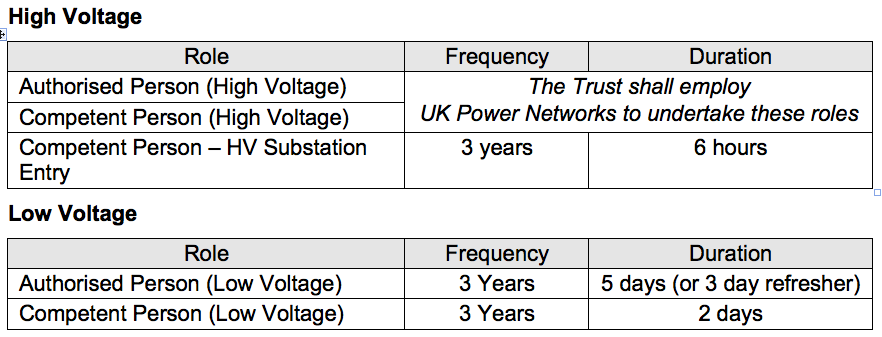 High Voltage
Role Frequency Duration
Authorised Person (High Voltage) The Trust shall employ
Competent Person (High Voltage) UK Power Networks to undertake these roles
Competent Person – HV Substation 3 years 6 hours
Entry
Low Voltage
Role Frequency Duration
Authorised Person (Low Voltage) 3 Years 5 days (or 3 day refresher)
Competent Person (Low Voltage) 3 Years 2 days